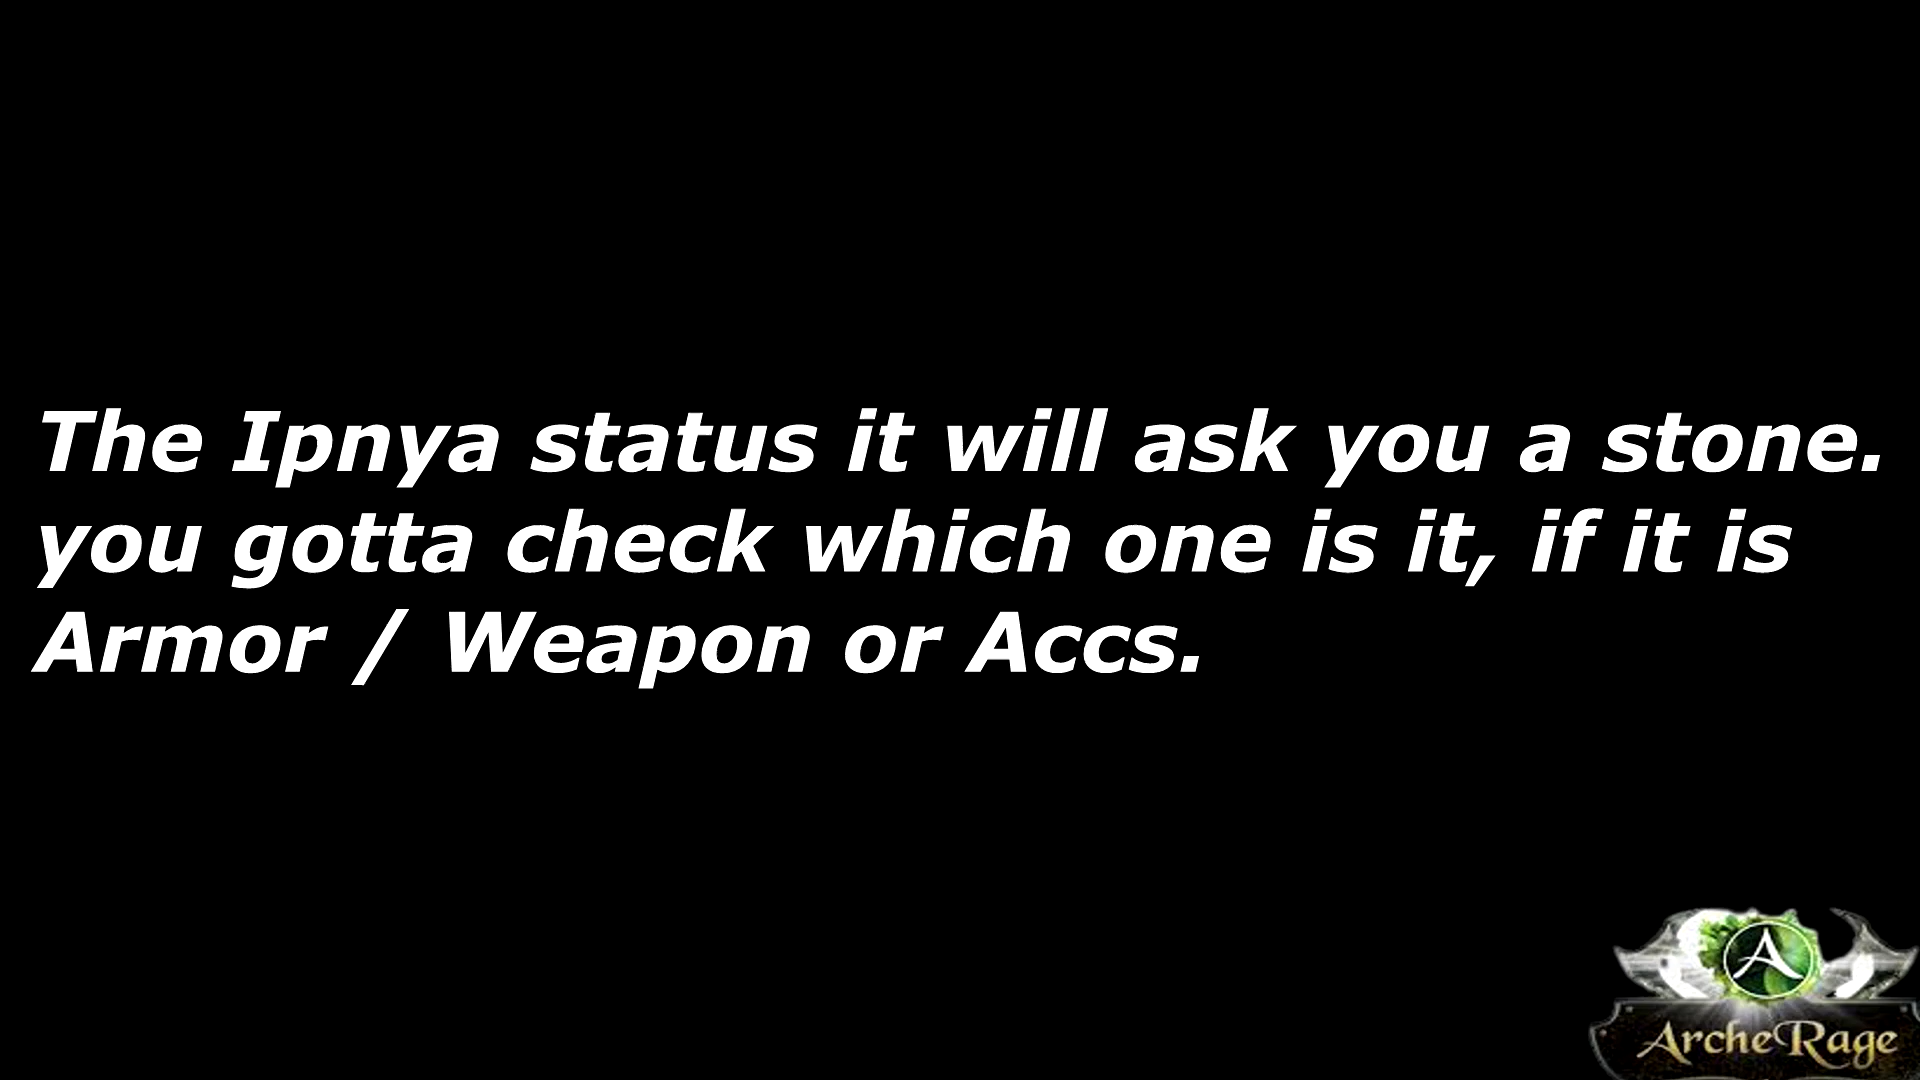 The Ipnya status it will ask you a stone.
you gotta check which one is it, if it is
Armor / Weapon or Accs.
A
ArcheRage